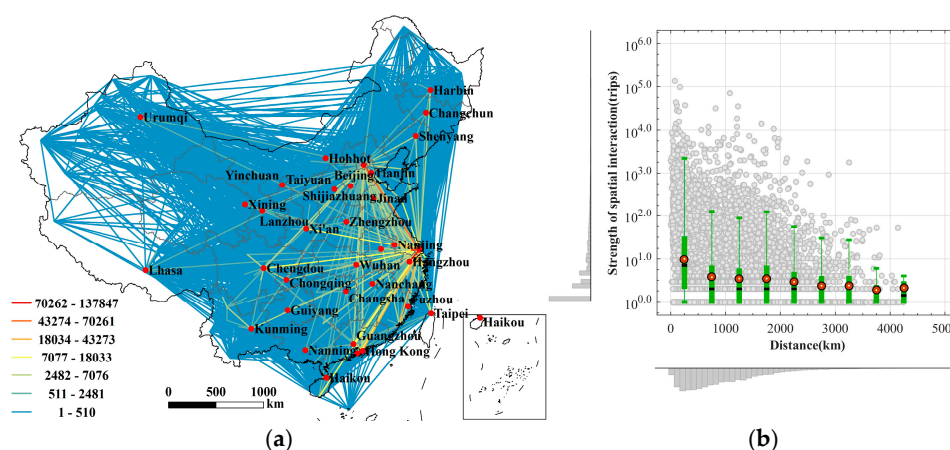 Harbin
Changchun
Urumqi
Shenyang
Hohhot
Yinchuan Taiyuan Beijing Tianjin
Shijiazhuang Jinan
Xining
Lanzhou Xi'an Zhengzhou
Nanjing
Lhasa Chengdou Wuhan Hangzhou
Chongqing Nanchang
Changsha Fuzhou
Guiyang Taipei Haikou
Kunming Guangzhou
Nanning Hong Kong
Haikou
70262 - 137847
43274 - 70261
18034 - 43273
7077 - 18033
2482 - 7076
511 - 2481
1 - 510
0 500 1000
km
(a)
Strength of spatial interaction(trips)
10^6.0
10^5.0
10^4.0
10^3.0
10^2.0
10^1.0
10^0.0
0 1000 2000 3000 4000 5000
Distance(km)
(b)